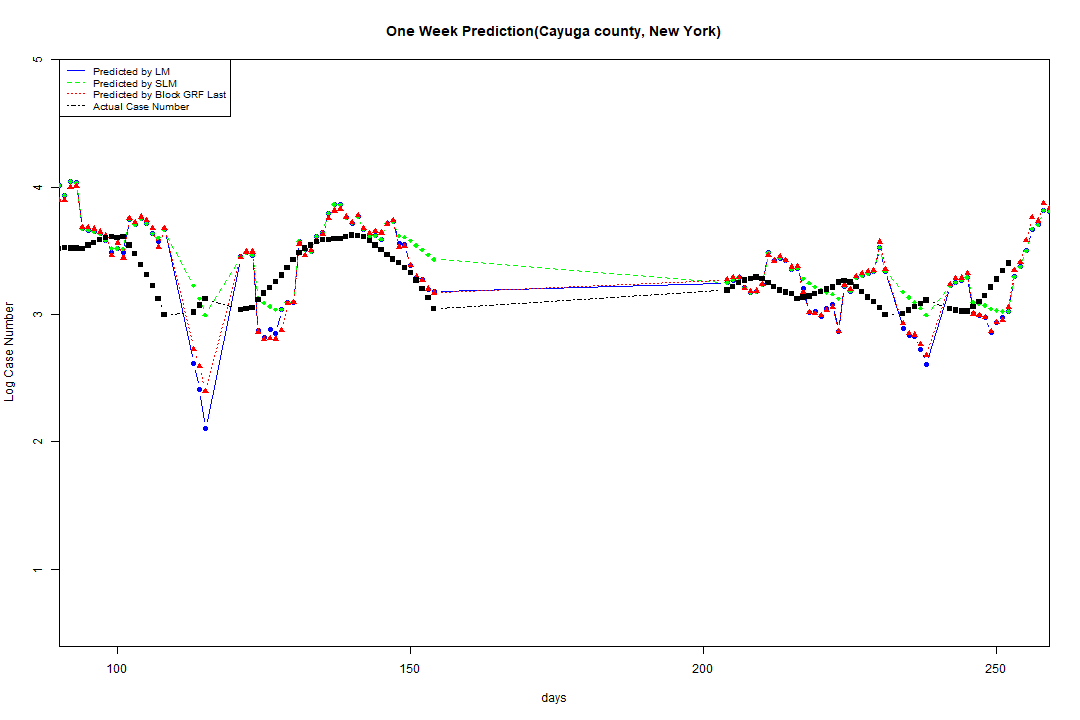 One Week Prediction(Cayuga county, New York)
Predicted by LM
Predicted by SLM
Predicted by Block GRF Last
Actual Case Number
5
4
3
2
1
Log Case Number
100 150 200 250
days